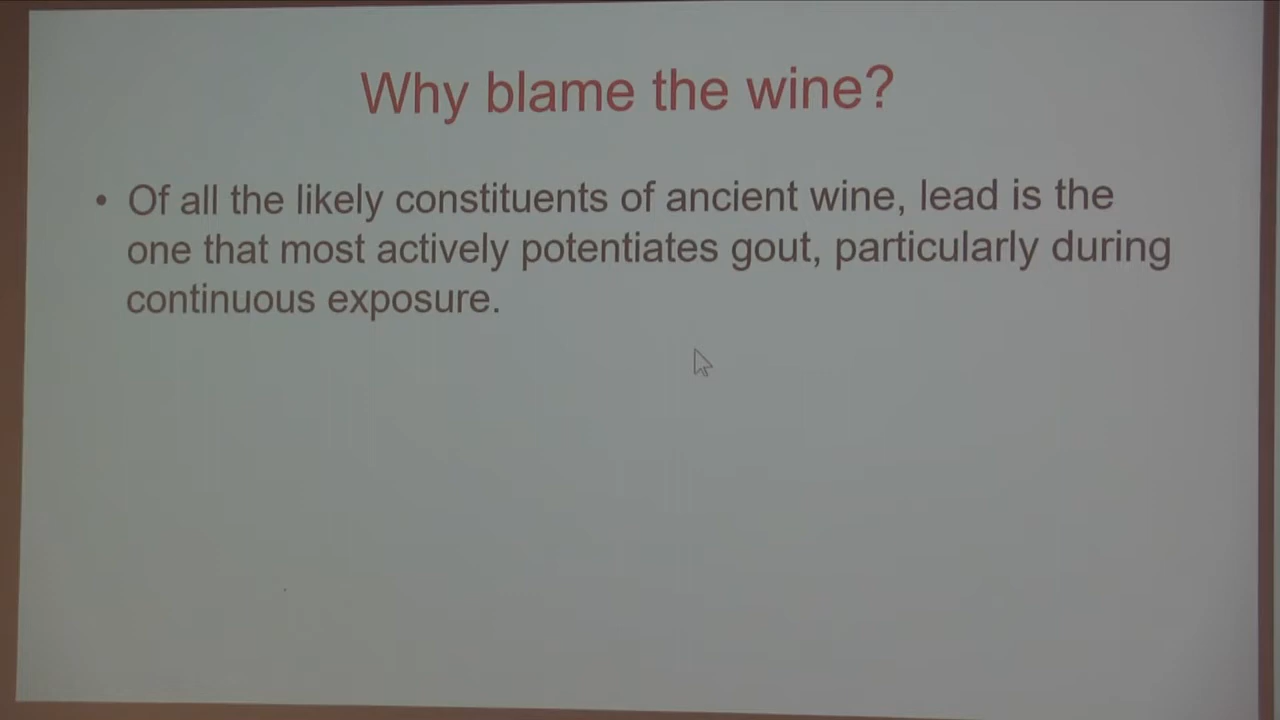 Why blame the wine?
• Of all the likely constituents of ancient wine, lead is the
one that most actively potentiates gout, particularly during
continuous exposure.